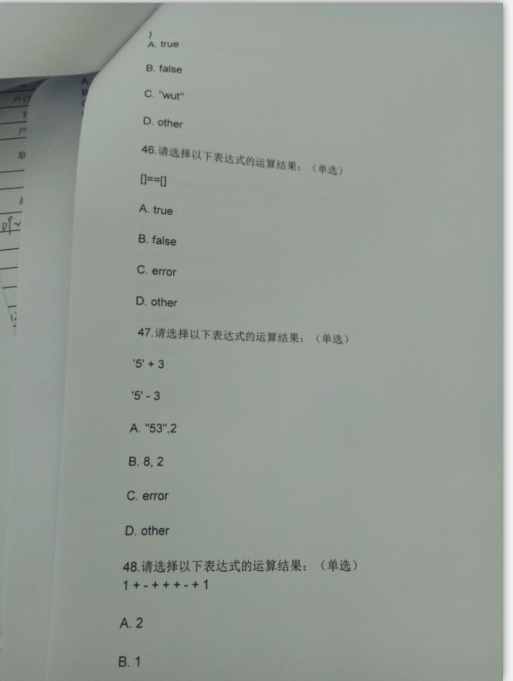 }
A. true
B. false
C. "wut"
D. other
46.请选择以下表达式的运算结果：（单选）
[]==[]
A. true
B. false
C. error
D. other
47.请选择以下表达式的运算结果：（单选）
'5' + 3
'5' - 3
A. "53",2
B. 8, 2
C. error
D. other
48.请选择以下表达式的运算结果：（单选）
1 + - + + + - + 1
A. 2
B. 1